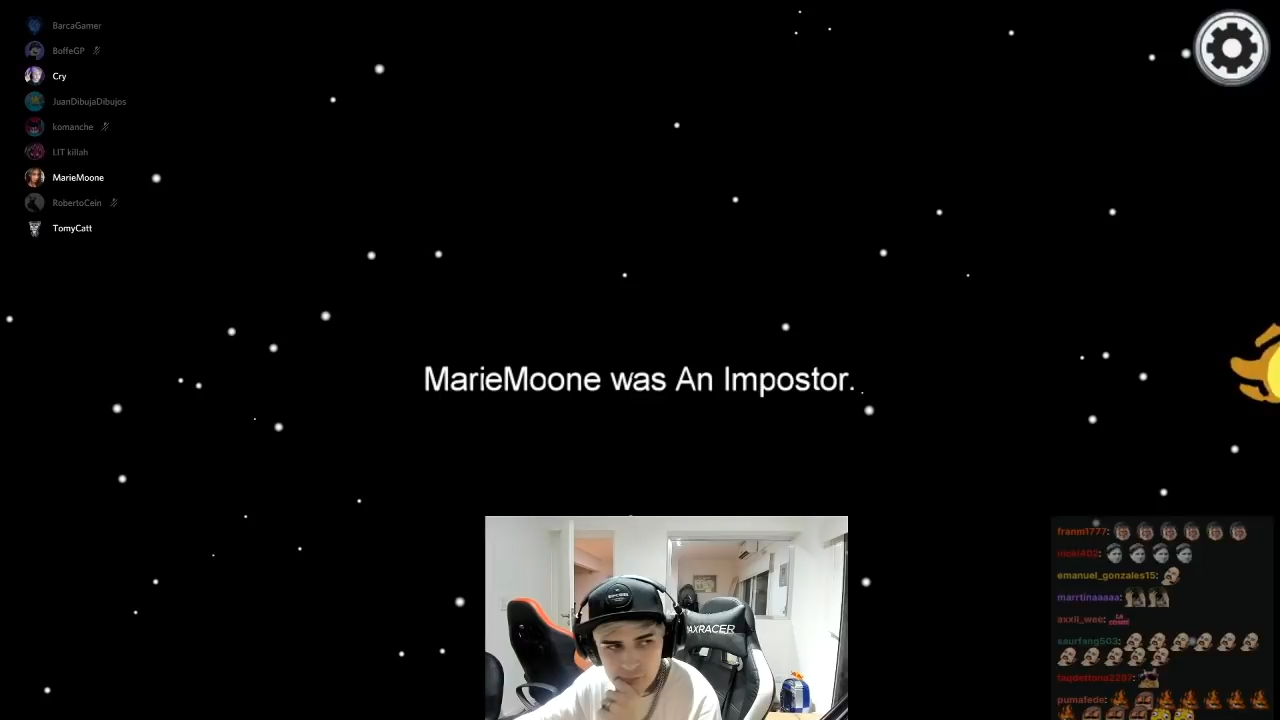 BarcaGamer
BoffeGP
Cry
JuanDibujaDibujos
komanche
LIT killah
MarieMoone
RobertoCein
TomyCatt
MarieMoone was An Impostor.
AXRACER
franm1777:
nicki402:
emanuel_gonzales15:
marrtinaaaaa:
axxil_wee:
saurfang503:
pumafede: